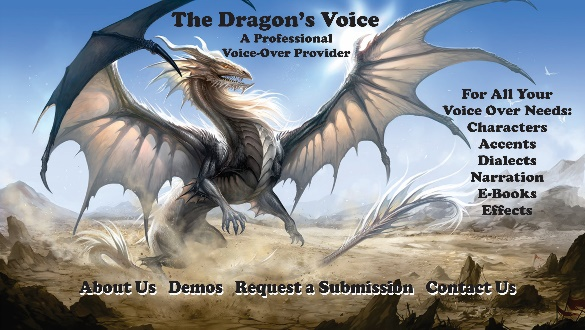 The Dragon's Voice
A Professional
Voice-Over Provider
For All Your
Voice Over Needs:
Characters
Accents
Dialects
Narration
E-Books
Effects
About Us Demos Request a Submission Contact Us